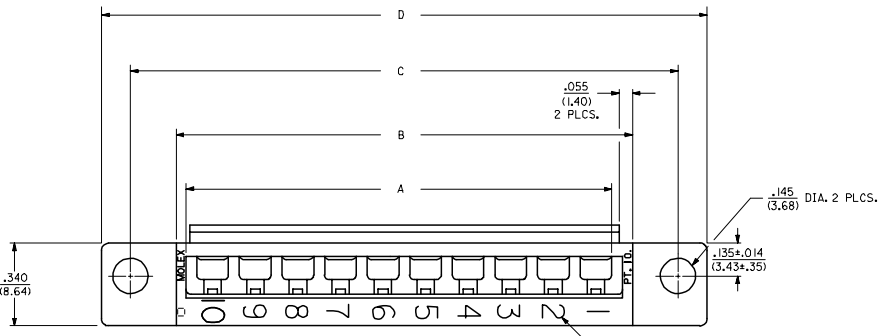 D
C
.055
(1.40)
2 PLCS.
B
A
.145
(3.68) DIA. 2 PLCS.
.135±.014
(3.43±.35)
.340
(8.64)
MOLEX
PT. 10.
10 9 8 7 6 5 4 3 2 1